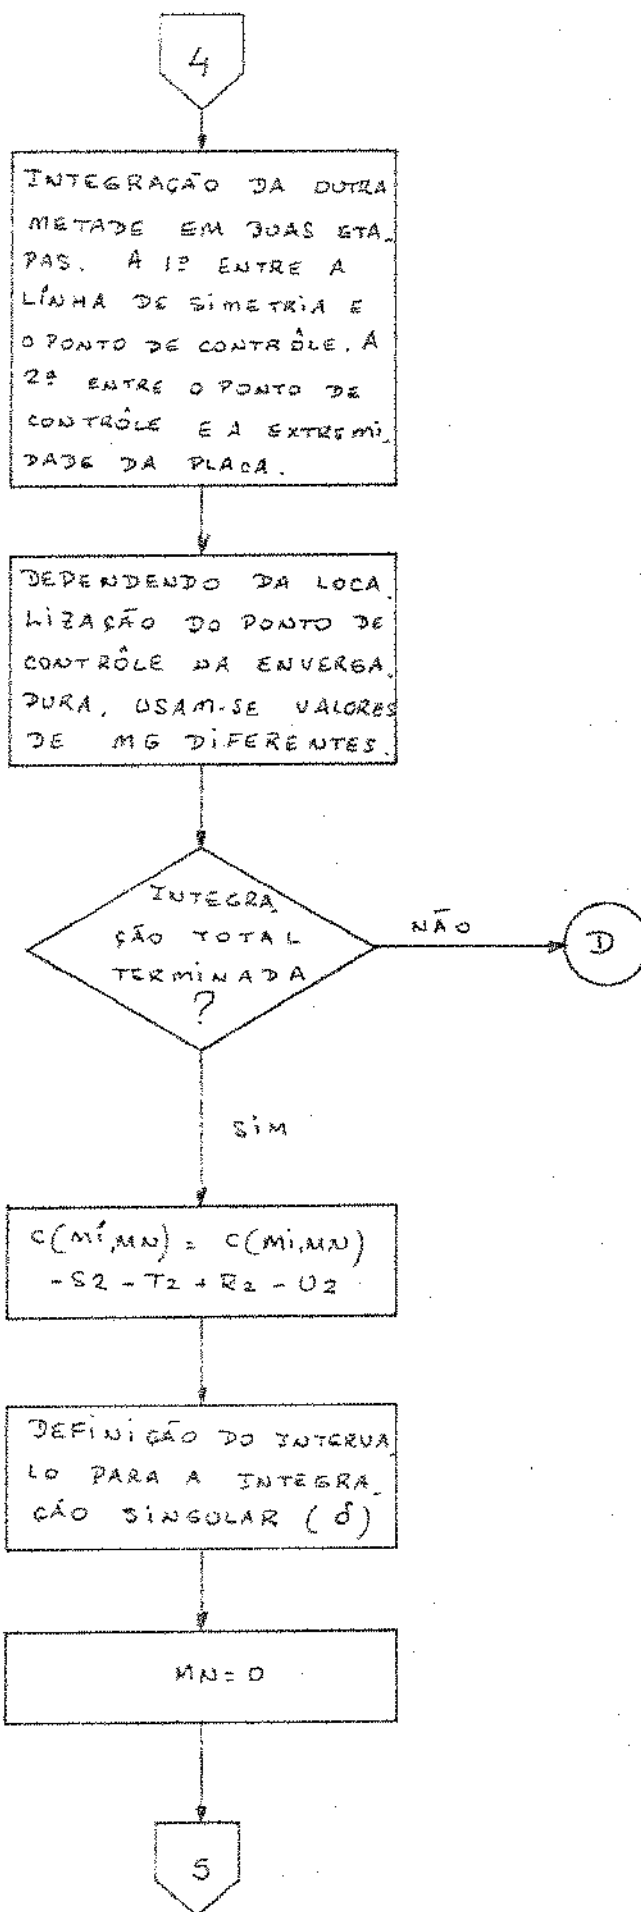 4
INTEGRAÇÃO DA OUTRA
METADE EM DUAS ETA_
PAS. A 1ª ENTRE A
LINHA DE SIMETRIA E
O PONTO DE CONTRÔLE. A
2ª ENTRE O PONTO DE
CONTRÔLE E A EXTREMI_
DADE DA PLACA.
DEPENDENDO DA LOCA_
LIZAÇÃO DO PONTO DE
CONTRÔLE NA ENVERGA_
DURA, USAM-SE VALORES
DE MG DIFERENTES.
INTEGRA_
ÇÃO TOTAL
TERMINADA
?
NÃO
D
SIM
C(MI,MN) = C(MI,MN)
-S2-T2+R2-U2
DEFINIÇÃO DO INTERVA_
LO PARA A INTEGRA_
ÇÃO SINGULAR (δ)
MN=0
5